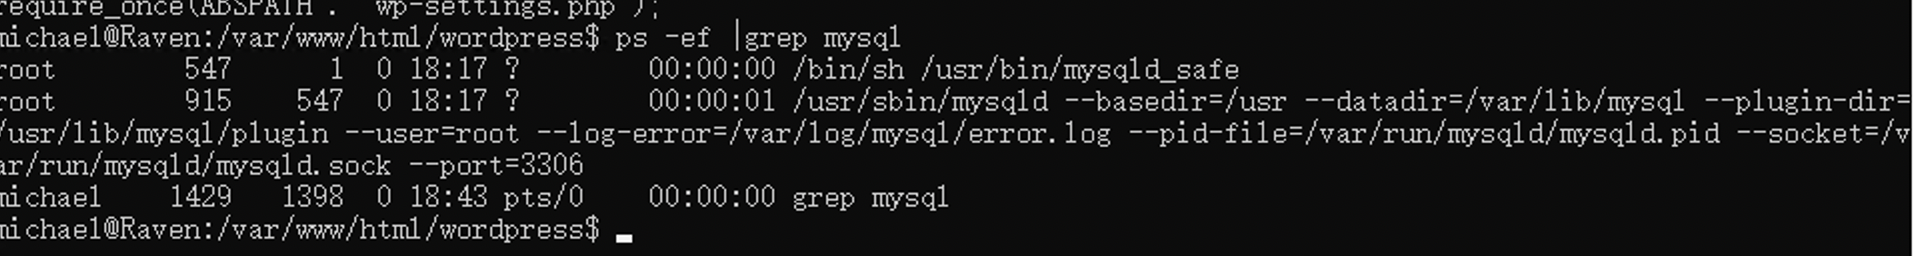 require_once(ABSPATH . 'wp-settings.php');
michael@Raven:/var/www/html/wordpress$ ps -ef |grep mysql
root       547     1  0 18:17 ?        00:00:00 /bin/sh /usr/bin/mysqld_safe
root       915   547  0 18:17 ?        00:00:01 /usr/sbin/mysqld --basedir=/usr --datadir=/var/lib/mysql --plugin-dir=
/usr/lib/mysql/plugin --user=root --log-error=/var/log/mysql/error.log --pid-file=/var/run/mysqld/mysqld.pid --socket=/v
ar/run/mysqld/mysqld.sock --port=3306
michael   1429  1398  0 18:43 pts/0    00:00:00 grep mysql
michael@Raven:/var/www/html/wordpress$